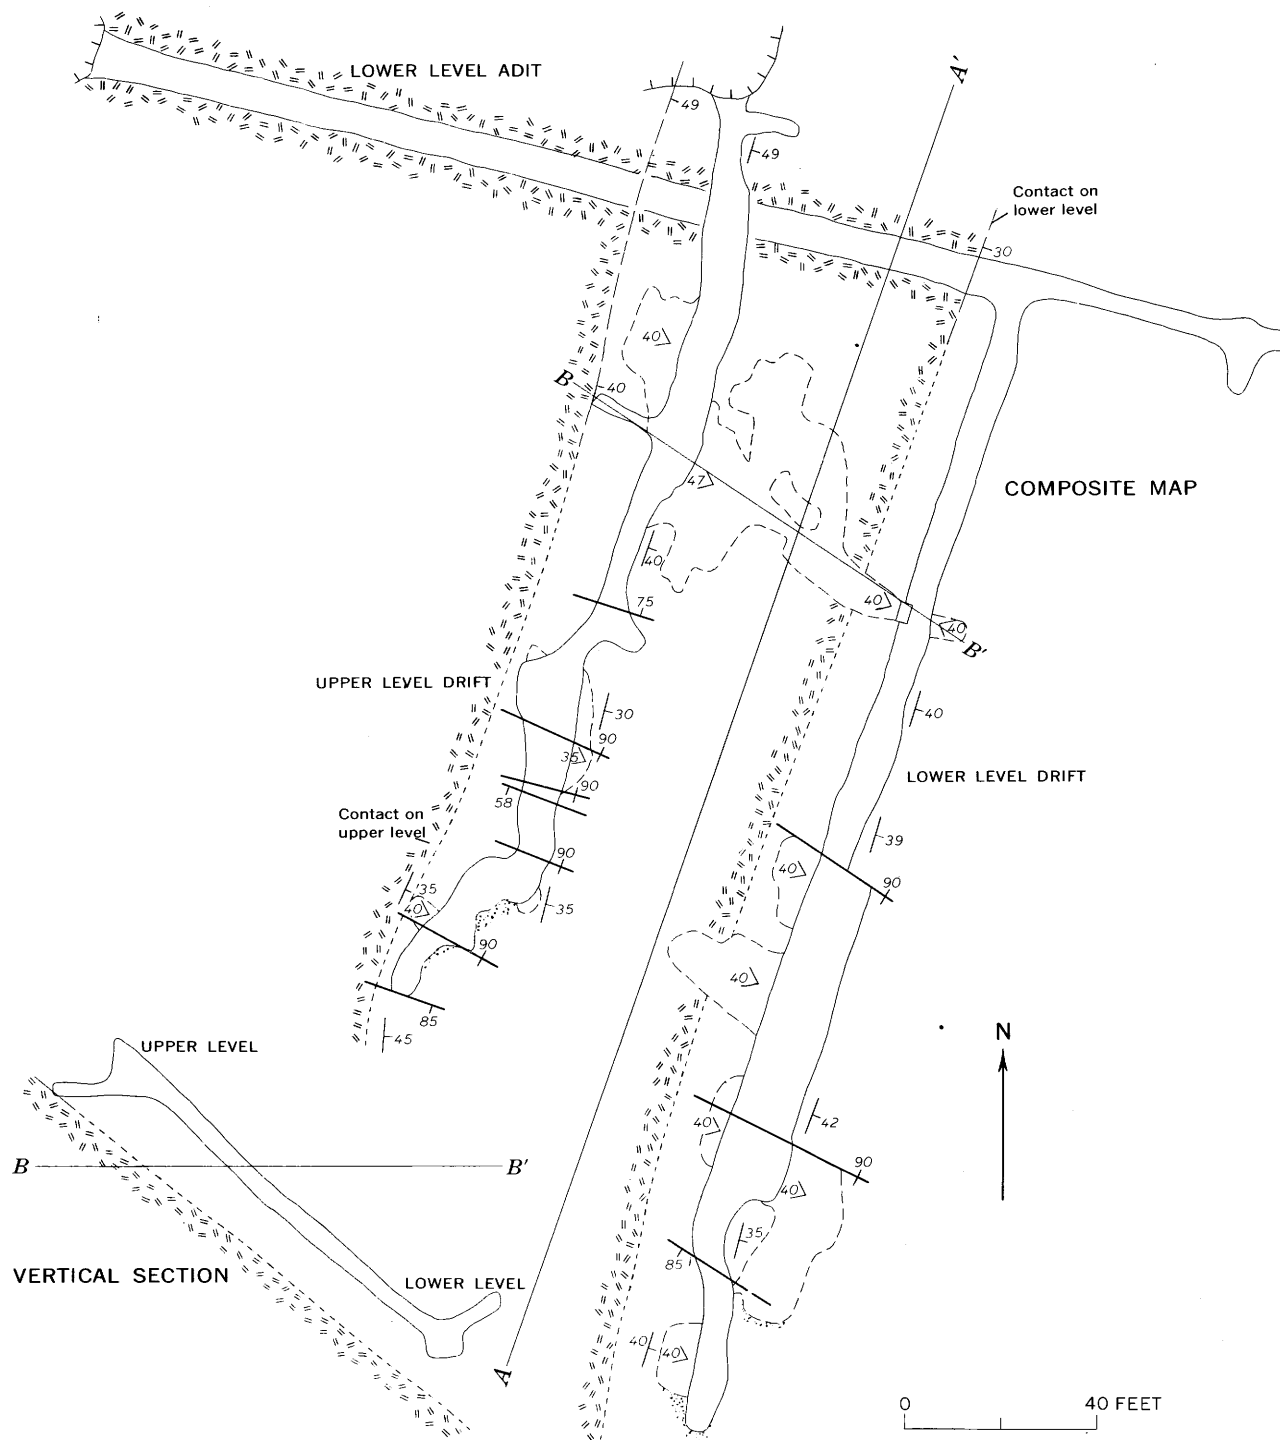 LOWER LEVEL ADIT
A'
49
49
Contact on
lower level
30
40
B
40
COMPOSITE MAP
47
40
75
40
40
B'
UPPER LEVEL DRIFT
30
40
90
35
LOWER LEVEL DRIFT
90
58
Contact on
upper level
39
90
40
90
35
40
35
90
40
85
45
N
UPPER LEVEL
40
42
B
B'
90
40
35
85
VERTICAL SECTION
LOWER LEVEL
40
40
A
0
40 FEET